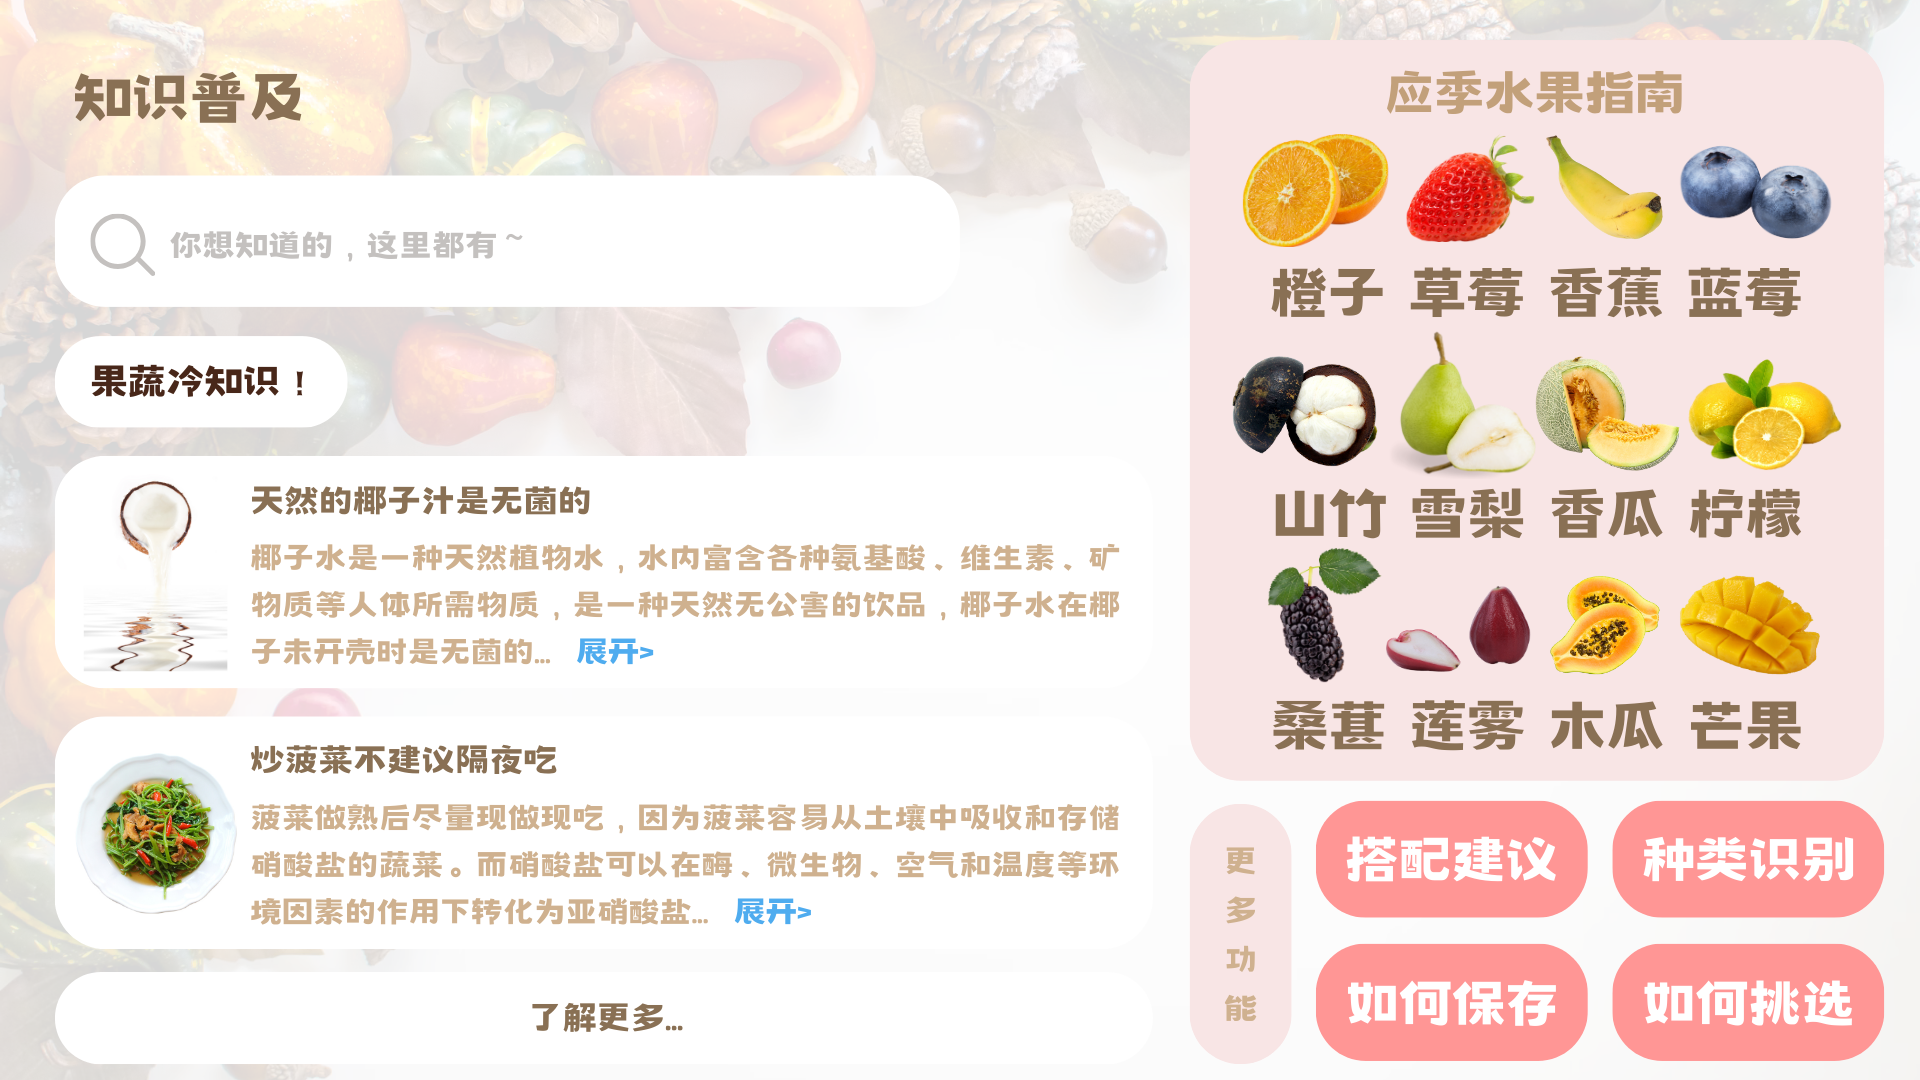 知识普及
你想知道的，这里都有~
果蔬冷知识！
天然的椰子汁是无菌的
椰子水是一种天然植物水，水内富含各种氨基酸、维生素、矿
物质等人体所需物质，是一种天然无公害的饮品，椰子水在椰
子未开壳时是无菌的... 展开>
炒菠菜不建议隔夜吃
菠菜做熟后尽量现做现吃，因为菠菜容易从土壤中吸收和存储
硝酸盐的蔬菜。而硝酸盐可以在酶、微生物、空气和温度等环
境因素的作用下转化为亚硝酸盐... 展开>
了解更多...
应季水果指南
橙子 草莓 香蕉 蓝莓
山竹 雪梨 香瓜 柠檬
桑葚 莲雾 木瓜 芒果
更
多
功
能
搭配建议 种类识别
如何保存 如何挑选